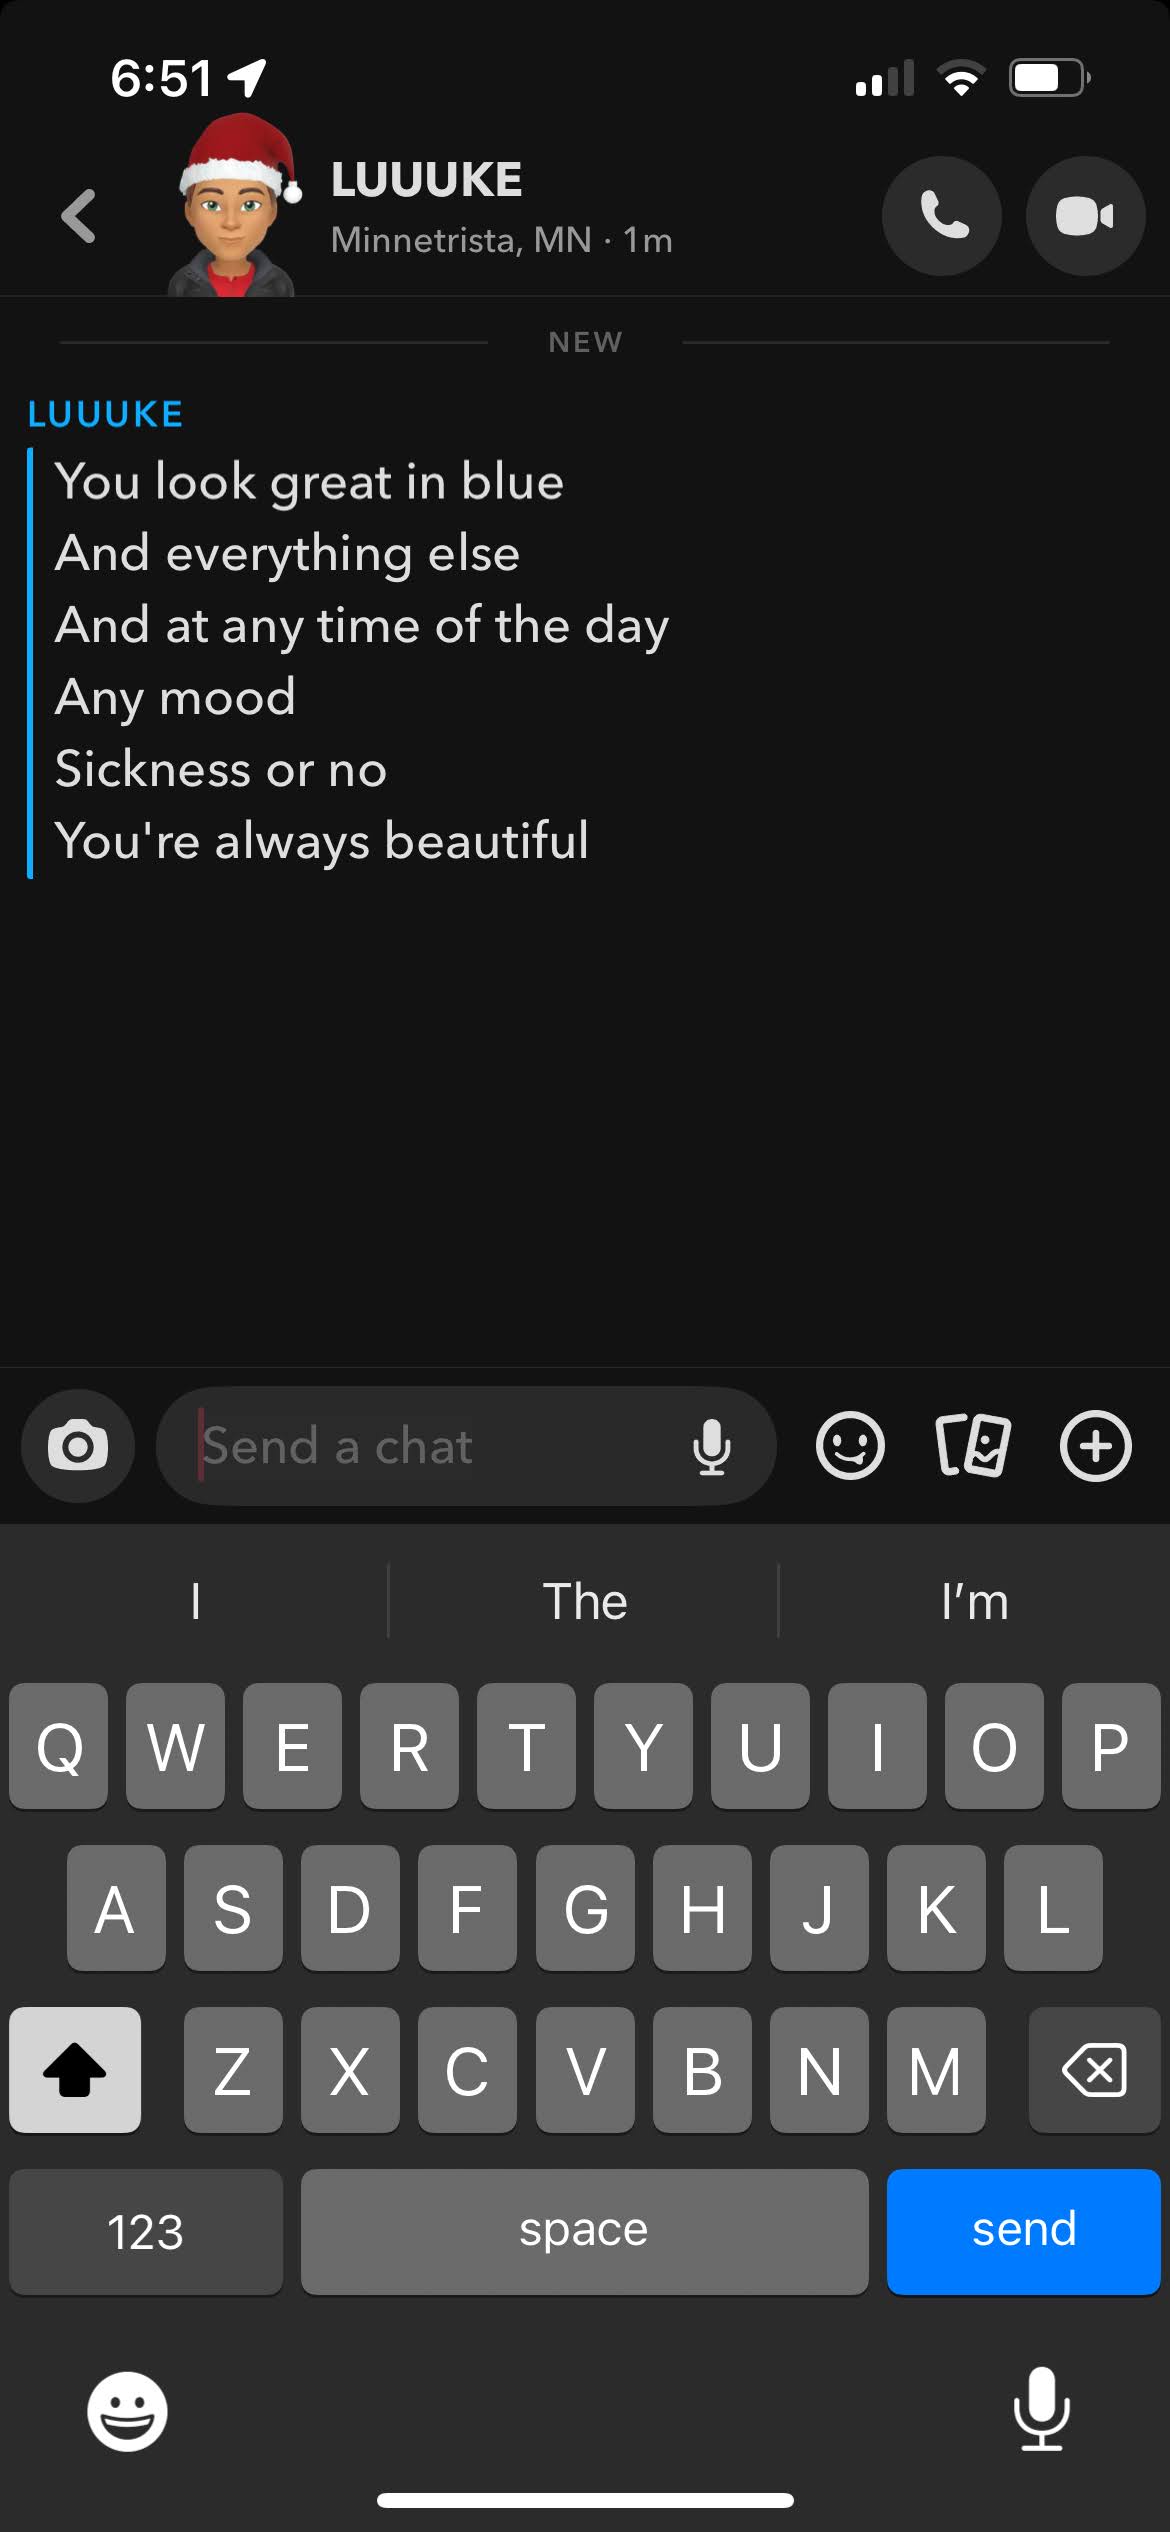 6:51
LUUUKE
Minnetrista, MN · 1m
NEW
LUUUKE
You look great in blue
And everything else
And at any time of the day
Any mood
Sickness or no
You're always beautiful
Send a chat
I The I'm
Q W E R T Y U I O P
A S D F G H J K L
Z X C V B N M
123 space send